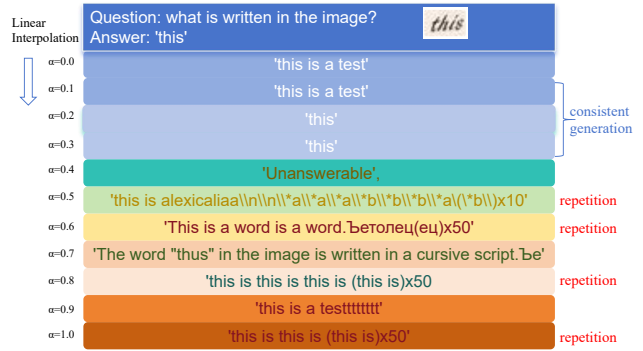 Linear
Interpolation
Question: what is written in the image?
this
Answer: 'this'
α=0.0 'this is a test'
α=0.1 'this is a test'
α=0.2 'this'
α=0.3 'this'
consistent
generation
α=0.4 'Unanswerable',
α=0.5 'this is alexicaliaa\\n\\n\\*a\\*a\\*a\\*b\\*b\\*b\\*a\(\*b\\)x10' repetition
α=0.6 'This is a word is a word.Ъетолец(ец)x50' repetition
α=0.7 'The word "thus" in the image is written in a cursive script.Ъе'
α=0.8 'this is this is this is (this is)x50 repetition
α=0.9 'this is a testttttttt'
α=1.0 'this is this is (this is)x50' repetition